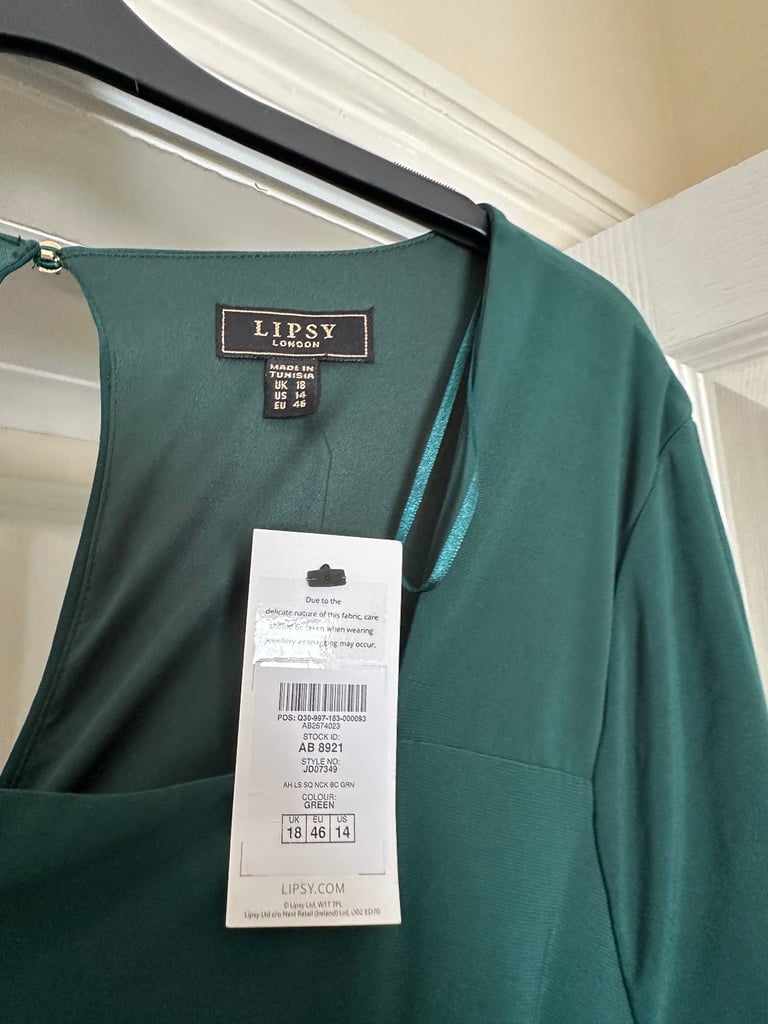 LIPSY
LONDON
MADE IN
TUNISIA
UK 18
US 14
EU 46
Due to the
delicate nature of this fabric, care
should be taken when wearing
jewellery as snagging may occur.
POS: Q30-997-183-000093
AB2674023
STOCK ID:
AB 8921
STYLE NO:
JD07349
AH LS SQ NCK BC GRN
COLOUR:
GREEN
UK EU US
18 46 14
LIPSY.COM
© Lipsy Ltd, W1T 7PL
Lipsy Ltd c/o Next Retail (Ireland) Ltd, D02 ED70